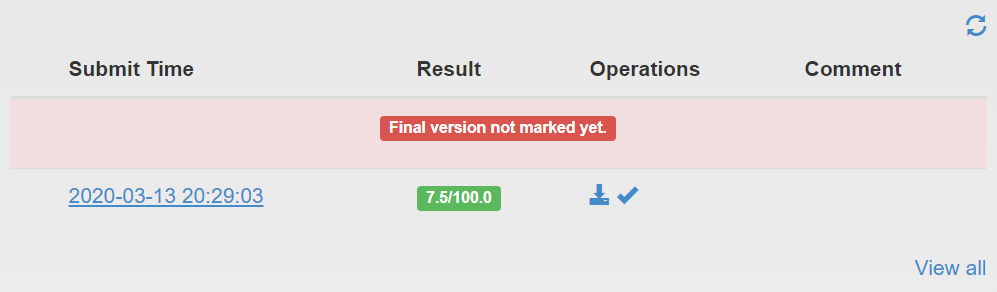 Submit Time Result Operations Comment
Final version not marked yet.
2020-03-13 20:29:03 7.5/100.0
View all